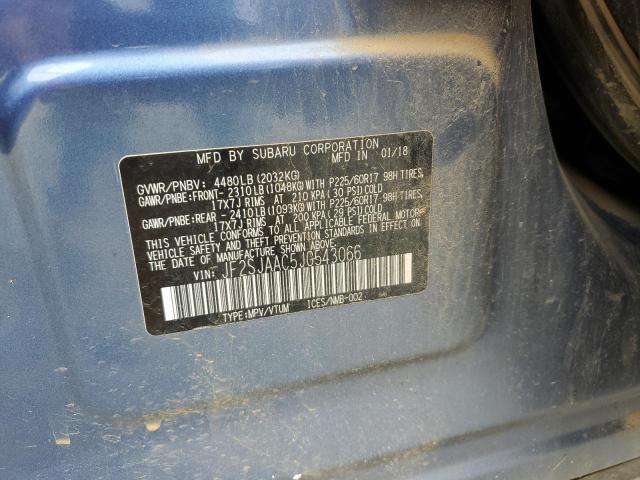 MFD BY SUBARU CORPORATION
MFD IN 01/18
GVWR/PNBV: 4480LB(2032KG)
GAWR/PNBE:FRONT- 2310LB(1048KG)WITH P225/60R17 98H TIRES,
17X7J RIMS AT 210 KPA (30 PSI)COLD
GAWR/PNBE:REAR - 2410LB(1093KG)WITH P225/60R17 98H TIRES,
17X7J RIMS AT 200 KPA (29 PSI)COLD
THIS VEHICLE CONFORMS TO ALL APPLICABLE FEDERAL MOTOR
VEHICLE SAFETY STANDARDS IN EFFECT ON
THE DATE OF MANUFACTURE SHOWN ABOVE.
VIN: JF2SJAAC5JG543066
TYPE:MPV/VTUM ICES/NMB-002